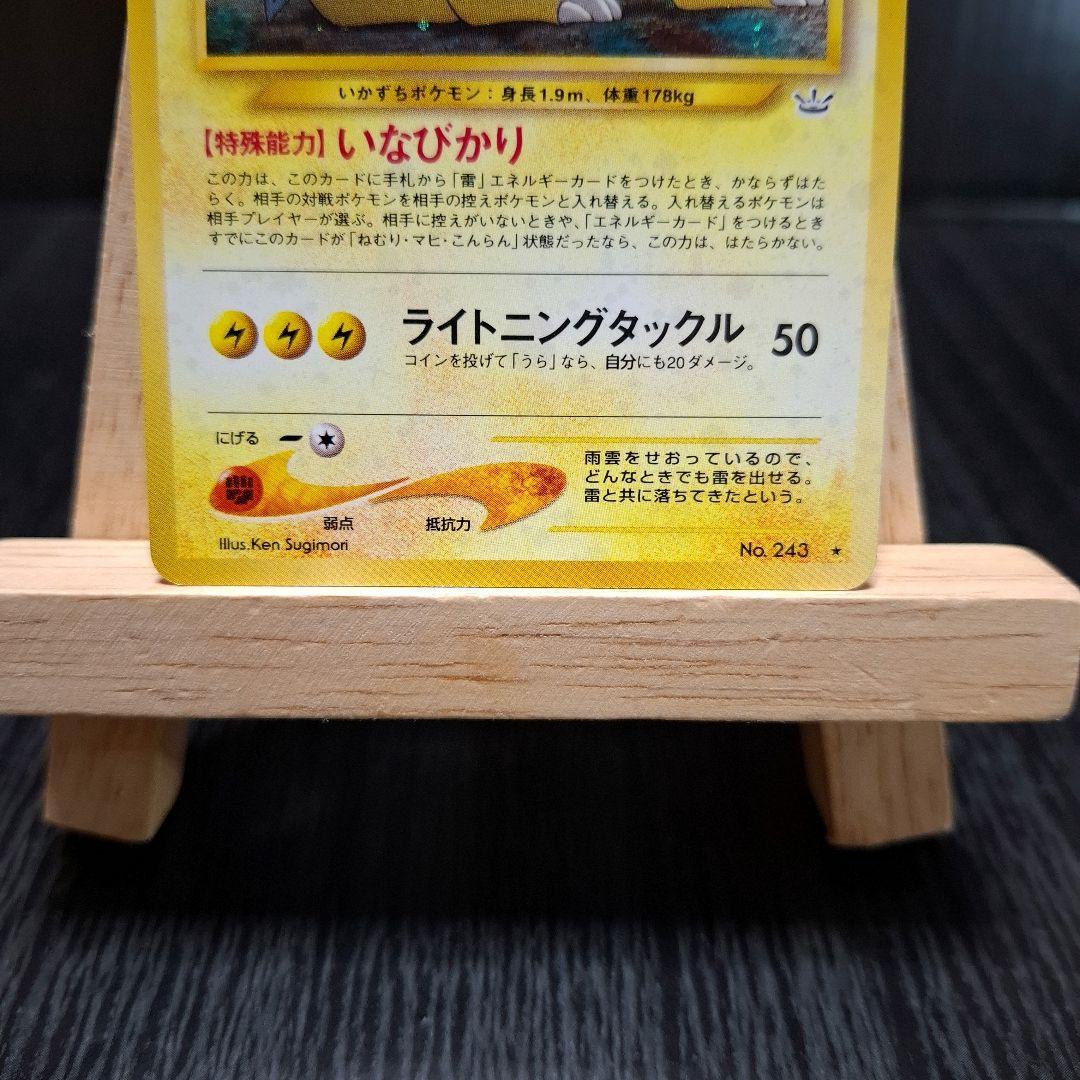 いかずちポケモン：身長1.9m、体重178kg
【特殊能力】いなびかり
この力は、このカードに手札から「雷」エネルギーカードをつけたとき、かならずはた
らく。相手の対戦ポケモンを相手の控えポケモンと入れ替える。入れ替えるポケモンは
相手プレイヤーが選ぶ。相手に控えがいないときや、「エネルギーカード」をつけるとき
すでにこのカードが「ねむり・マヒ・こんらん」状態だったなら、この力は、はたらかない。
ライトニングタックル 50
コインを投げて「うら」なら、自分にも20ダメージ。
にげる
弱点 抵抗力
雨雲をせおっているので、
どんなときでも雷を出せる。
雷と共に落ちてきたという。
Illus.Ken Sugimori
No. 243 ★